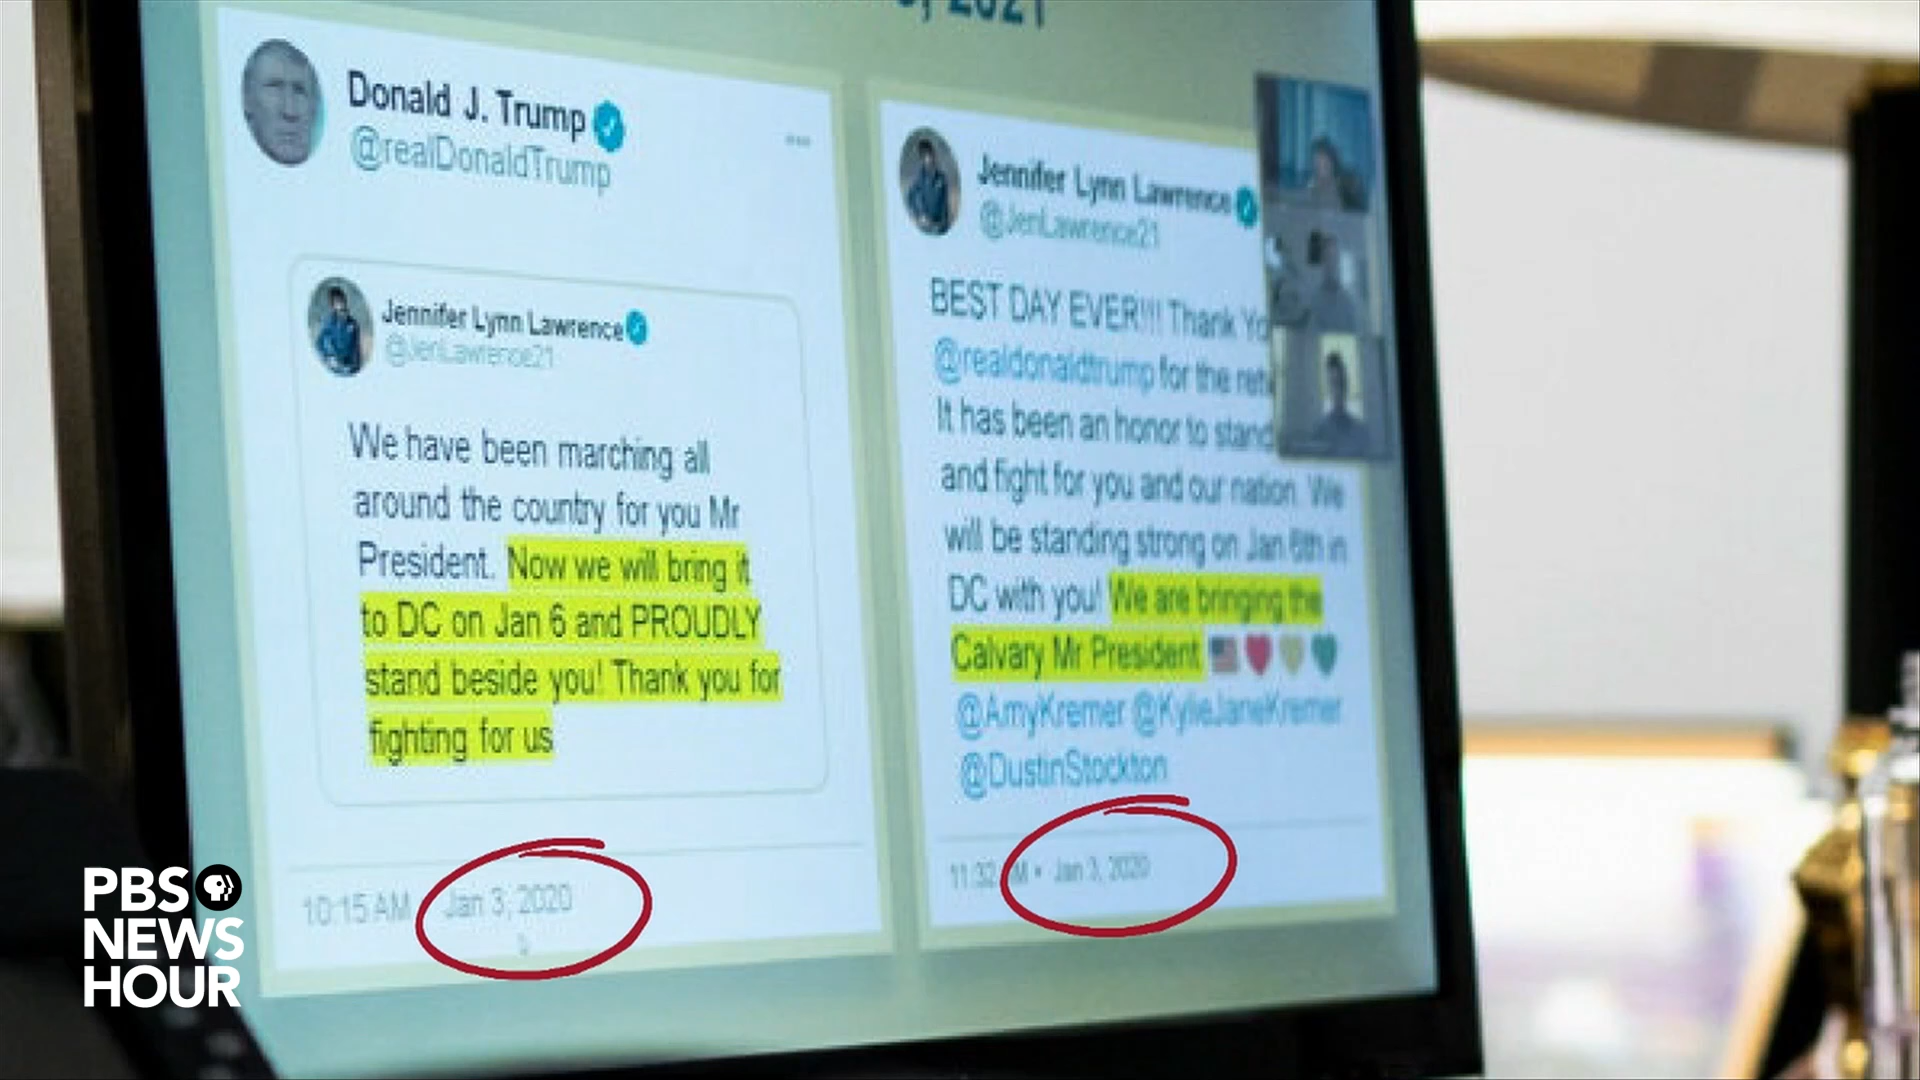 Donald J. Trump
@realDonaldTrump
Jennifer Lynn Lawrence
@JenLawrence21
We have been marching all
around the country for you Mr
President. Now we will bring it
to DC on Jan 6 and PROUDLY
stand beside you! Thank you for
fighting for us
10:15 AM Jan 3, 2020
Jennifer Lynn Lawrence
@JenLawrence21
BEST DAY EVER!!! Thank
@realdonaldtrump for the
It has been an honor to stand
and fight for you and our nation. We
will be standing strong on Jan 6th in
DC with you! We are bringing the
Calvary Mr President
@AmyKremer @KylieJaneKremer
@DustinStockton
11:32 • Jan 3, 2020
PBS
NEWS
HOUR